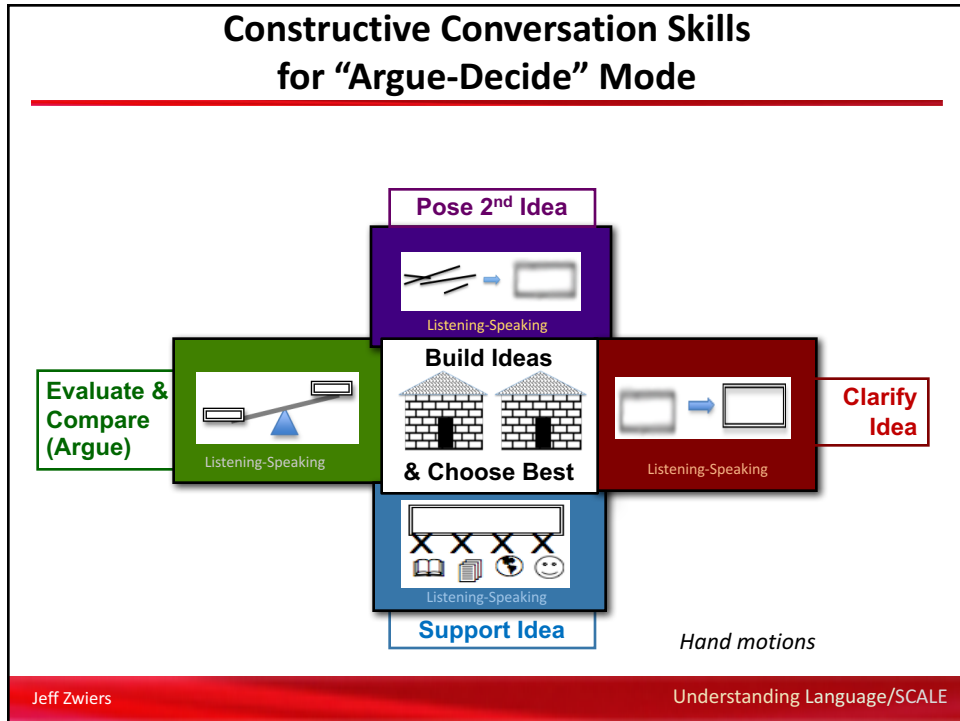 Constructive Conversation Skills
for “Argue-Decide” Mode
Pose 2nd Idea
Listening-Speaking
Evaluate &
Compare
(Argue)
Listening-Speaking
Build Ideas
& Choose Best
Clarify
Idea
Listening-Speaking
X X X X
Listening-Speaking
Support Idea
Hand motions
Jeff Zwiers
Understanding Language/SCALE